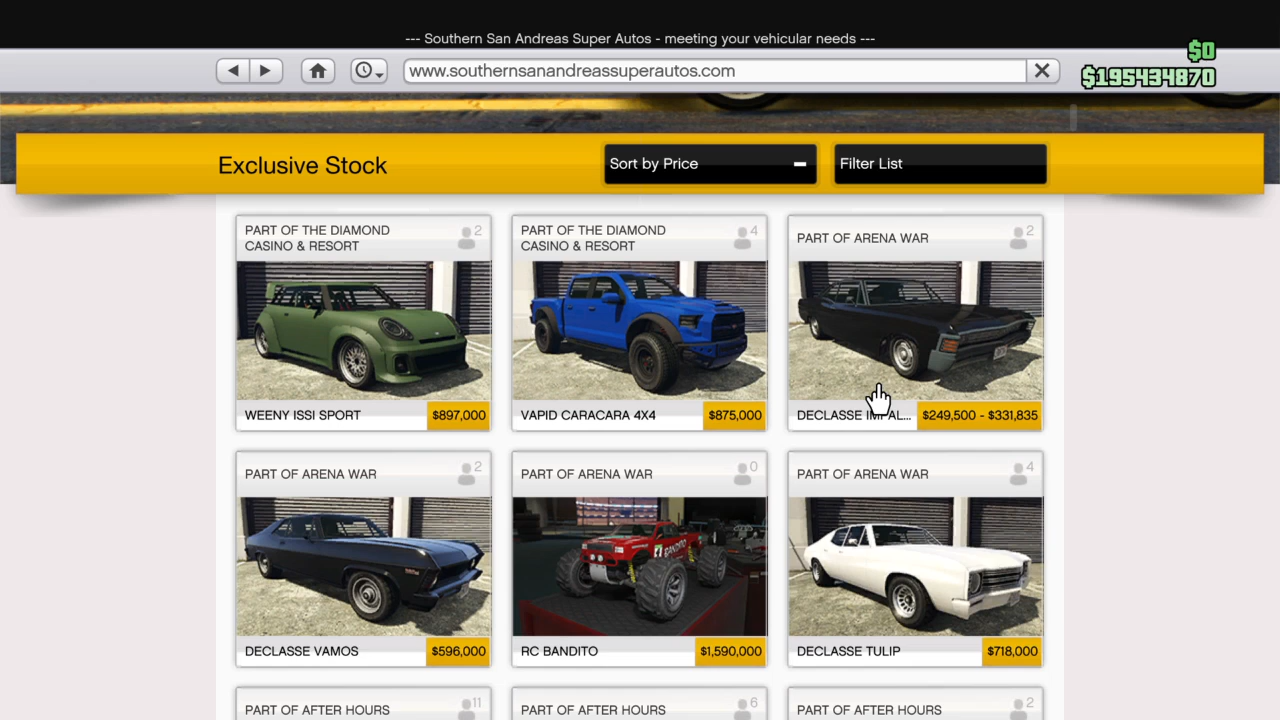 --- Southern San Andreas Super Autos - meeting your vehicular needs ---
$0
www.southernsanandreassuperautos.com
$195434870
Exclusive Stock
Sort by Price
Filter List
PART OF THE DIAMOND
CASINO & RESORT
2
PART OF THE DIAMOND
CASINO & RESORT
4
PART OF ARENA WAR
2
WEENY ISSI SPORT
$897,000
VAPID CARACARA 4X4
$875,000
DECLASSE IMPAL...
$249,500 - $331,835
PART OF ARENA WAR
2
PART OF ARENA WAR
0
PART OF ARENA WAR
4
BANDITO
DECLASSE VAMOS
$596,000
RC BANDITO
$1,590,000
DECLASSE TULIP
$718,000
PART OF AFTER HOURS
11
PART OF AFTER HOURS
6
PART OF AFTER HOURS
2